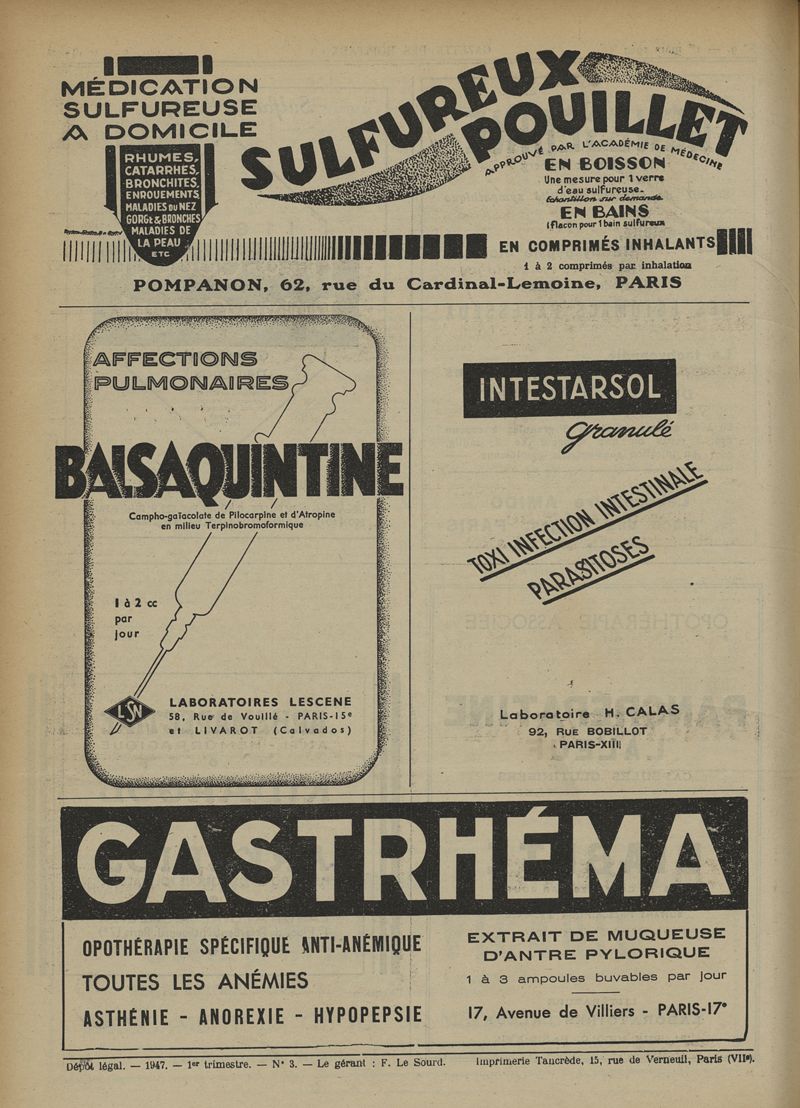 MÉDICATION
SULFUREUSE
A DOMICILE
RHUMES,
CATARRHES,
BRONCHITES,
ENROUEMENTS,
MALADIES DU NEZ
GORGE & BRONCHES
MALADIES DE
LA PEAU
ETC
SULFUREUX
POUILLET
APPROUVÉ PAR L'ACADÉMIE DE MÉDECINE
EN BOISSON
Une mesure pour 1 verre
d'eau sulfureuse.
Echantillon sur demande
EN BAINS
1 flacon pour 1 bain sulfureux
EN COMPRIMÉS INHALANTS
1 à 2 comprimés par inhalation
POMPANON, 62, rue du Cardinal-Lemoine, PARIS
AFFECTIONS
PULMONAIRES
BALSAQUINTINE
Campho-gaïacolate de Pilocarpine et d'Atropine
en milieu Terpinobromoformique
1 à 2 cc
par
jour
LSN
LABORATOIRES LESCENE
58, Rue de Vouillé - PARIS-15e
et LIVAROT (Calvados)
INTESTARSOL
granulé
TOXI INFECTION INTESTINALE
PARASITOSES
Laboratoire H. CALAS
92, RUE BOBILLOT
PARIS-XIII
GASTRHÉMA
OPOTHÉRAPIE SPÉCIFIQUE ANTI-ANÉMIQUE
TOUTES LES ANÉMIES
ASTHÉNIE - ANOREXIE - HYPOPEPSIE
EXTRAIT DE MUQUEUSE
D'ANTRE PYLORIQUE
1 à 3 ampoules buvables par jour
17, Avenue de Villiers - PARIS-17e
Dépôt légal. — 1947. — 1er trimestre. — N° 3. — Le gérant : F. Le Sourd.
Imprimerie Tancrède, 15, rue de Verneuil, Paris (VIIe).